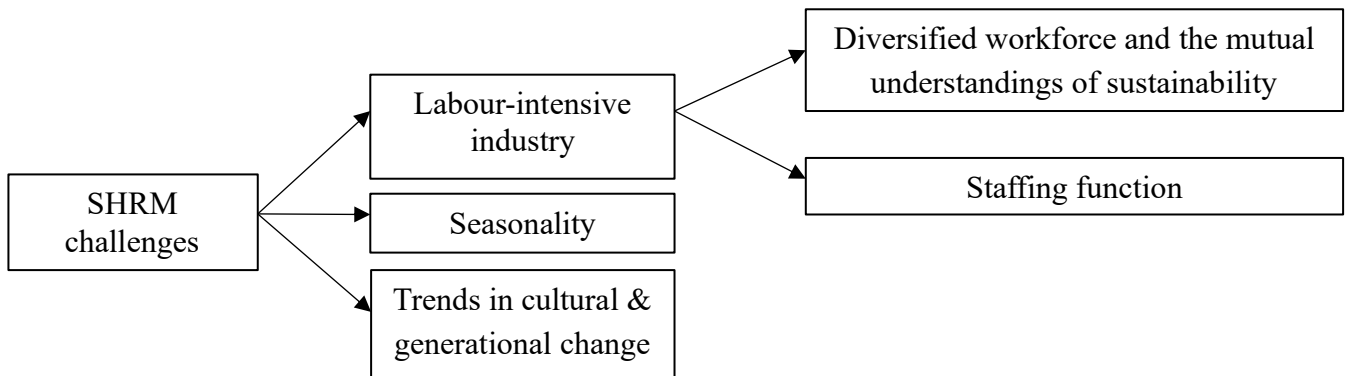 SHRM
challenges
Labour-intensive
industry
Seasonality
Trends in cultural &
generational change
Diversified workforce and the mutual
understandings of sustainability
Staffing function